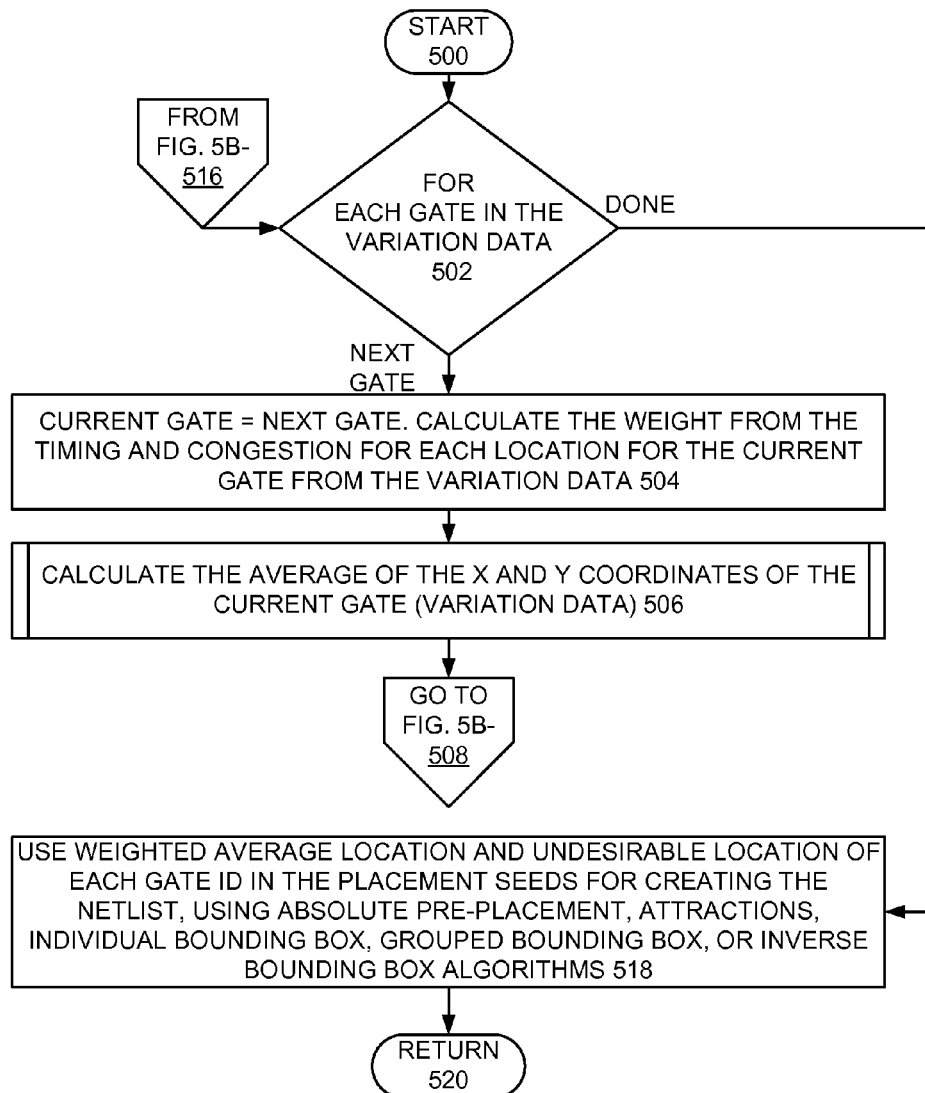 START
500
FROM
FIG. 5B-
516
FOR
EACH GATE IN THE
VARIATION DATA
502
DONE
NEXT
GATE
CURRENT GATE = NEXT GATE. CALCULATE THE WEIGHT FROM THE
TIMING AND CONGESTION FOR EACH LOCATION FOR THE CURRENT
GATE FROM THE VARIATION DATA 504
CALCULATE THE AVERAGE OF THE X AND Y COORDINATES OF THE
CURRENT GATE (VARIATION DATA) 506
GO TO
FIG. 5B-
508
USE WEIGHTED AVERAGE LOCATION AND UNDESIRABLE LOCATION OF
EACH GATE ID IN THE PLACEMENT SEEDS FOR CREATING THE
NETLIST, USING ABSOLUTE PRE-PLACEMENT, ATTRACTIONS,
INDIVIDUAL BOUNDING BOX, GROUPED BOUNDING BOX, OR INVERSE
BOUNDING BOX ALGORITHMS 518
RETURN
520